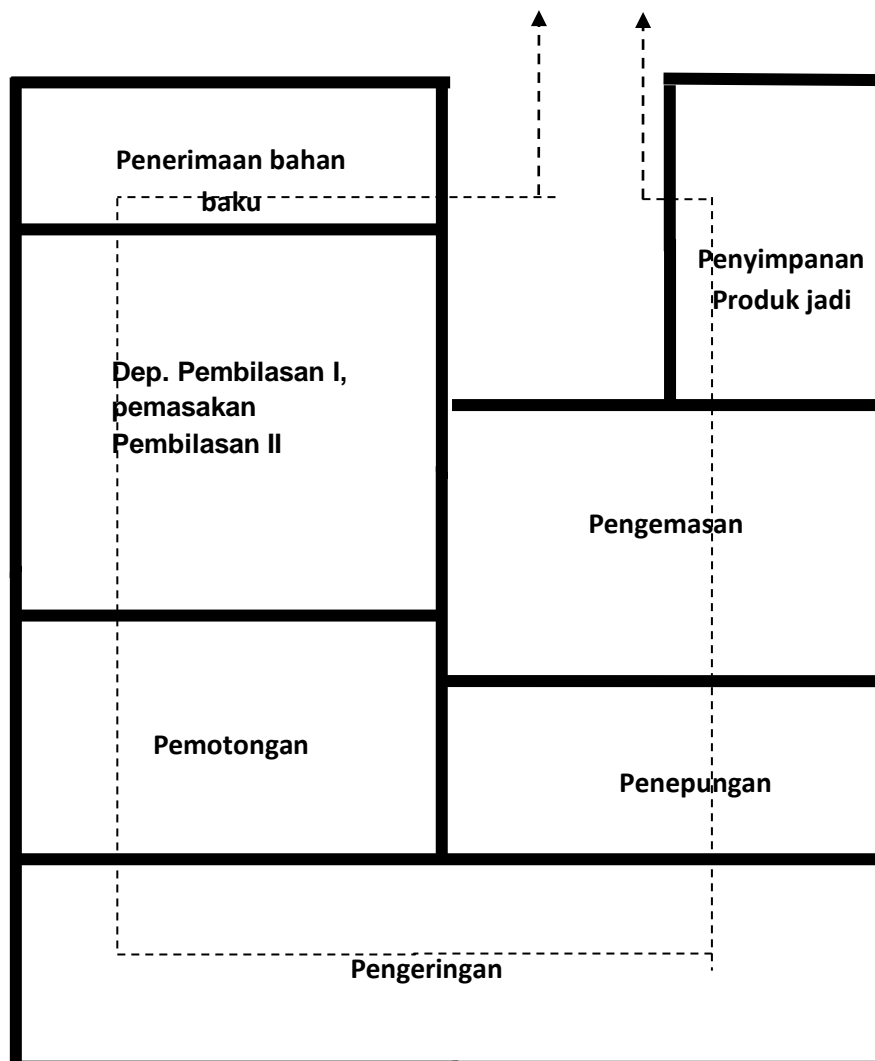 Penerimaan bahan
baku
Penyimpanan
Produk jadi
Dep. Pembilasan I,
pemasakan
Pembilasan II
Pengemasan
Pemotongan
Penepungan
Pengeringan